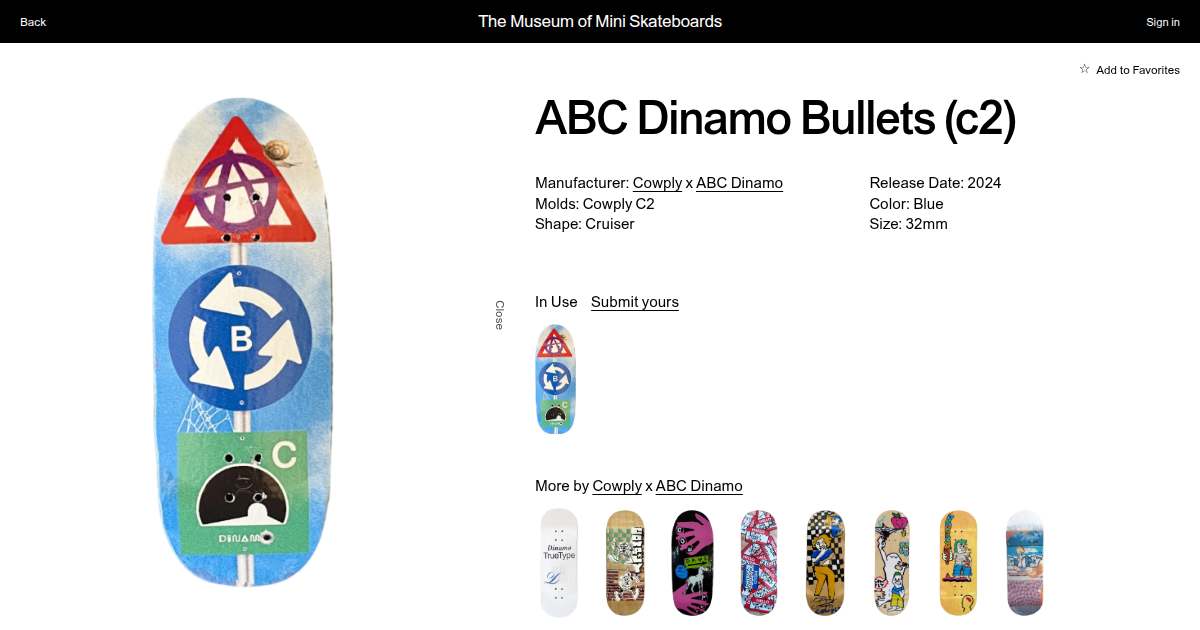 Back
The Museum of Mini Skateboards
Sign in
☆ Add to Favorites
ABC Dinamo Bullets (c2)
Manufacturer: Cowply x ABC Dinamo
Molds: Cowply C2
Shape: Cruiser
Release Date: 2024
Color: Blue
Size: 32mm
A
B
C
DINAMO
Close
In Use Submit yours
B
C
More by Cowply x ABC Dinamo
Dinamo
TrueType